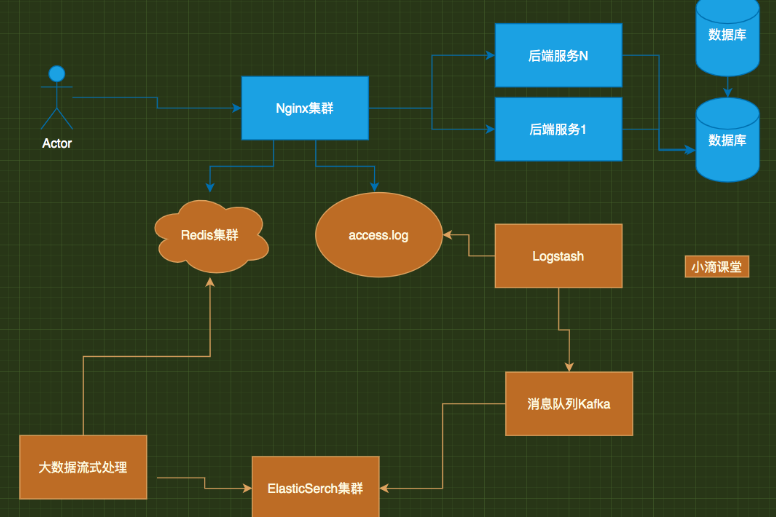 数据库
后端服务N
Nginx集群
后端服务1
数据库
Actor
Redis集群
access.log
Logstash
小滴课堂
消息队列Kafka
大数据流式处理
ElasticSerch集群